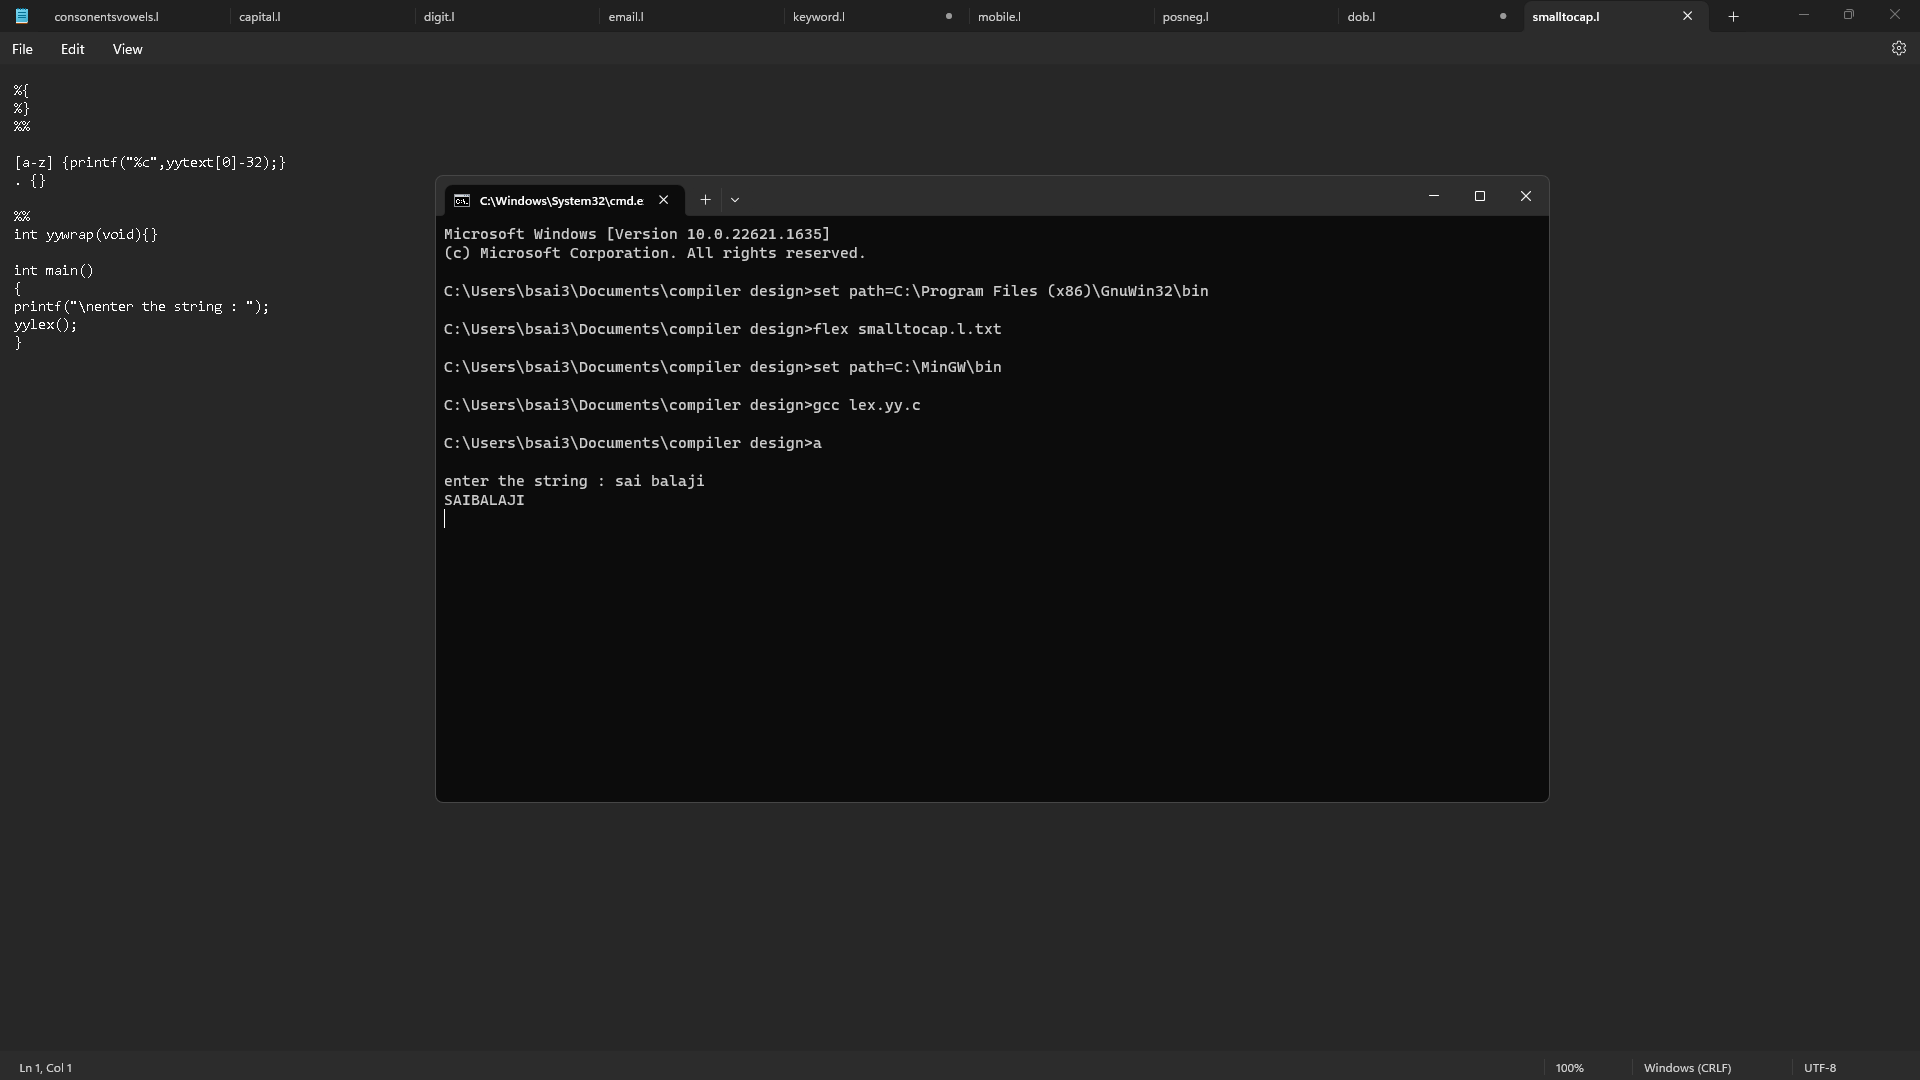 consonentsvowels.l capital.l digit.l email.l keyword.l mobile.l posneg.l dob.l smalltocap.l
File Edit View
%{
%}
%%
[a-z] {printf("%c",yytext[0]-32);}
. {}
%%
int yywrap(void){}
int main()
{
printf("\nenter the string : ");
yylex();
}
C:\Windows\System32\cmd.e
Microsoft Windows [Version 10.0.22621.1635]
(c) Microsoft Corporation. All rights reserved.
C:\Users\bsai3\Documents\compiler design>set path=C:\Program Files (x86)\GnuWin32\bin
C:\Users\bsai3\Documents\compiler design>flex smalltocap.l.txt
C:\Users\bsai3\Documents\compiler design>set path=C:\MinGW\bin
C:\Users\bsai3\Documents\compiler design>gcc lex.yy.c
C:\Users\bsai3\Documents\compiler design>a
enter the string : sai balaji
SAIBALAJI
Ln 1, Col 1 100% Windows (CRLF) UTF-8